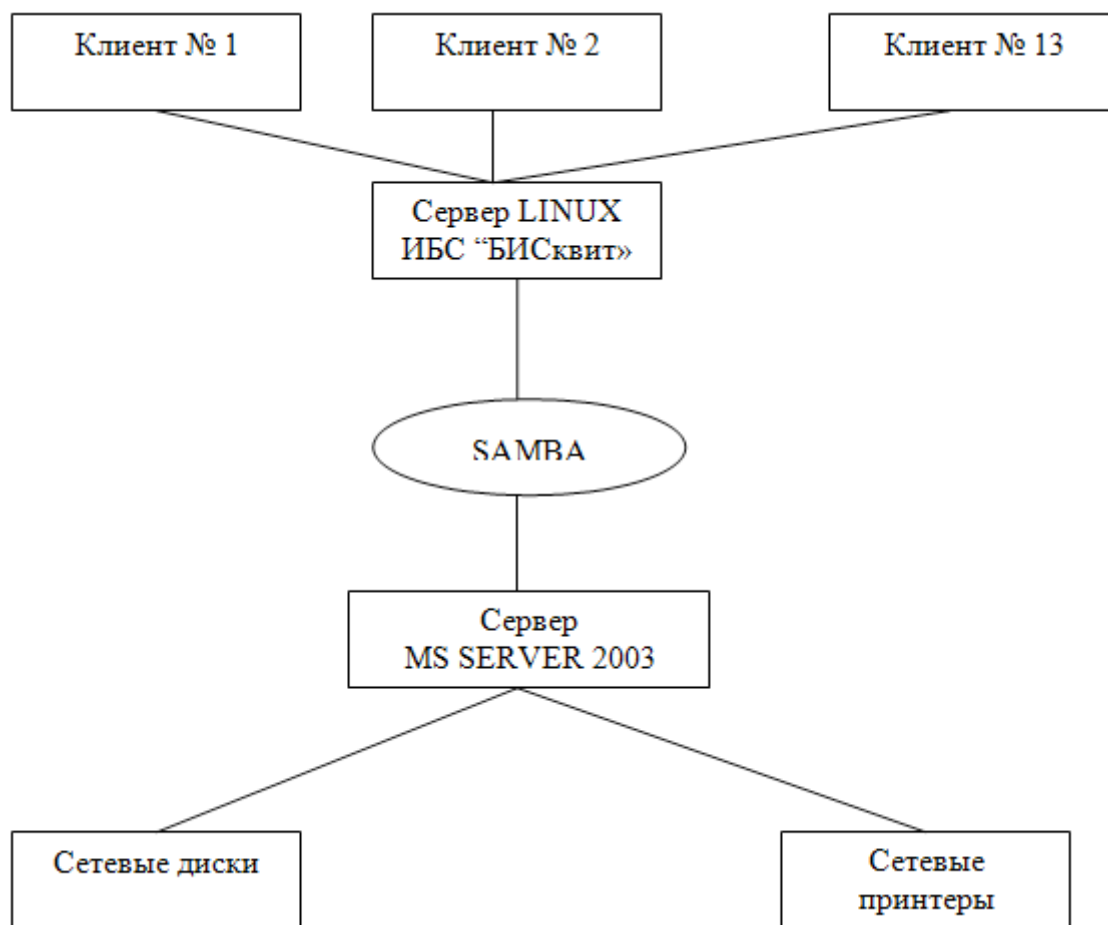 Клиент № 1
Клиент № 2
Клиент № 13
Сервер LINUX
ИБС “БИСквит»
SAMBA
Сервер
MS SERVER 2003
Сетевые диски
Сетевые
принтеры